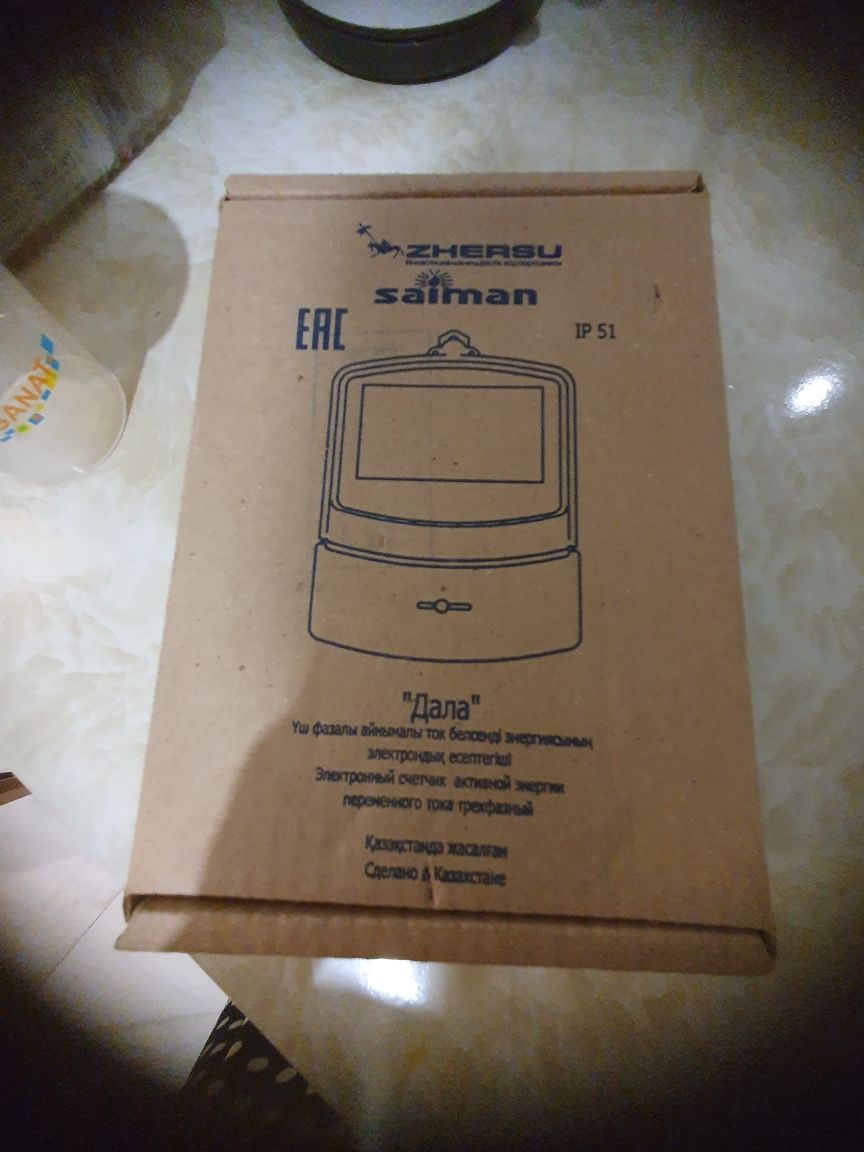 ZHERSU
saiman
EAC
IP 51
"Дала"
Үш фазалы айнымалы ток белсенді энергиясының
электрондық есептегіші
Электронный счетчик активной энергии
переменного тока трехфазный
Қазақстанда жасалған
Сделано в Казахстане
SANAT